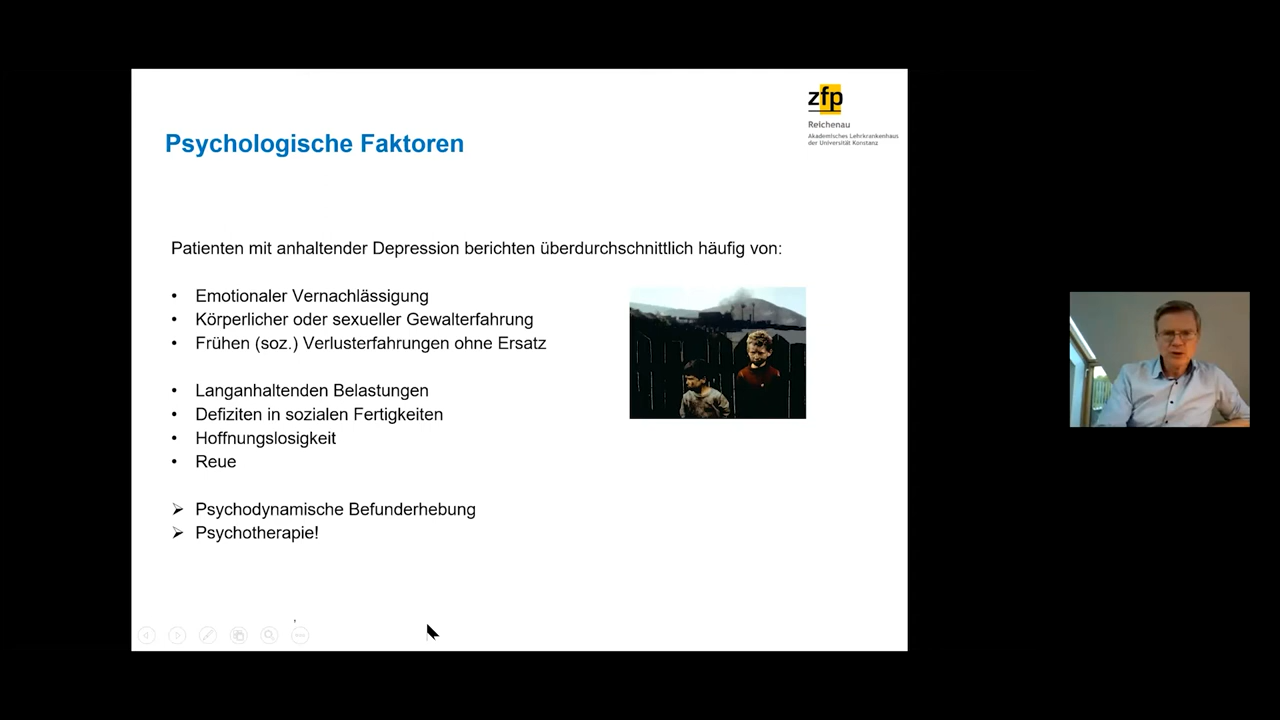 zfp
Reichenau
Akademisches Lehrkrankenhaus
der Universität Konstanz
Psychologische Faktoren
Patienten mit anhaltender Depression berichten überdurchschnittlich häufig von:
• Emotionaler Vernachlässigung
• Körperlicher oder sexueller Gewalterfahrung
• Frühen (soz.) Verlusterfahrungen ohne Ersatz
• Langanhaltenden Belastungen
• Defiziten in sozialen Fertigkeiten
• Hoffnungslosigkeit
• Reue
➢ Psychodynamische Befunderhebung
➢ Psychotherapie!